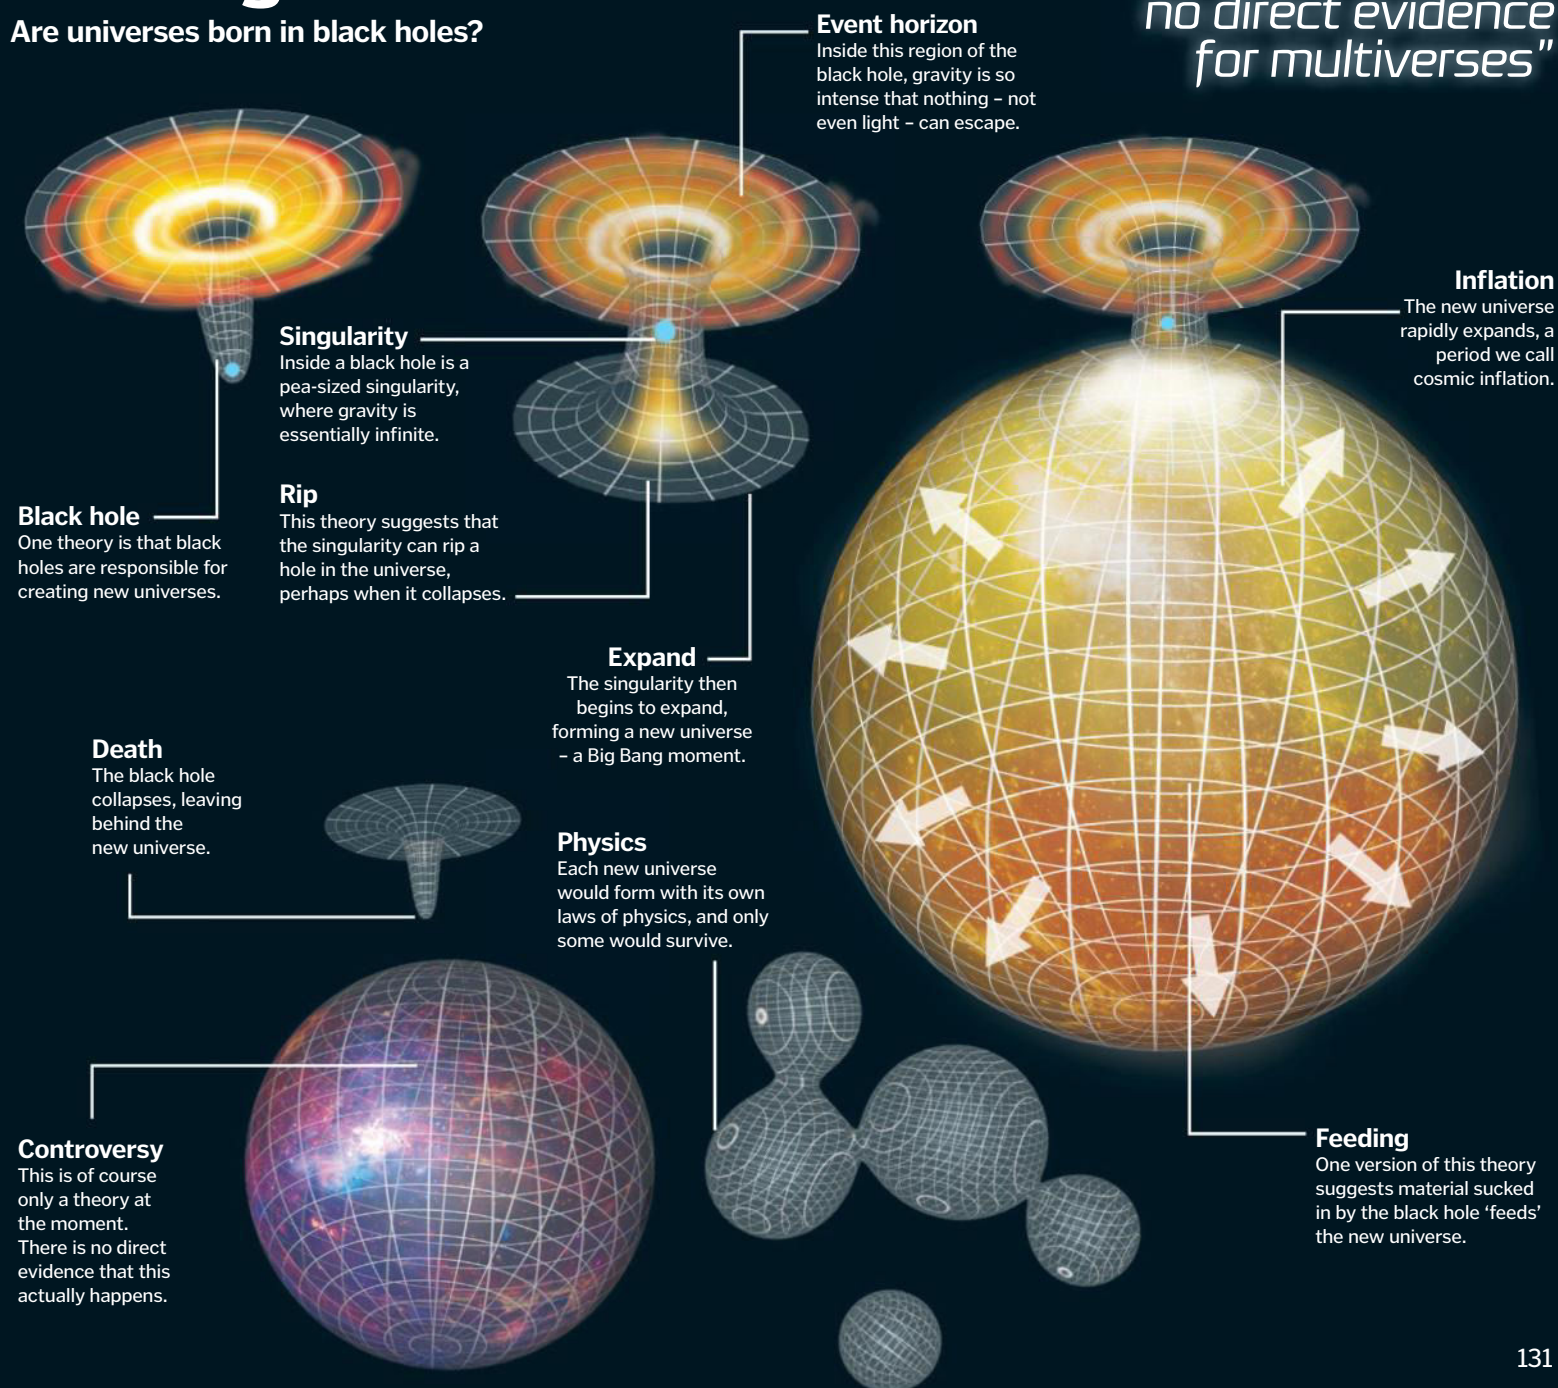 Are universes born in black holes?
no direct evidence
for multiverses”
Event horizon
Inside this region of the
black hole, gravity is so
intense that nothing – not
even light – can escape.
Inflation
The new universe
rapidly expands, a
period we call
cosmic inflation.
Singularity
Inside a black hole is a
pea-sized singularity,
where gravity is
essentially infinite.
Black hole
One theory is that black
holes are responsible for
creating new universes.
Rip
This theory suggests that
the singularity can rip a
hole in the universe,
perhaps when it collapses.
Expand
The singularity then
begins to expand,
forming a new universe
– a Big Bang moment.
Death
The black hole
collapses, leaving
behind the
new universe.
Physics
Each new universe
would form with its own
laws of physics, and only
some would survive.
Controversy
This is of course
only a theory at
the moment.
There is no direct
evidence that this
actually happens.
Feeding
One version of this theory
suggests material sucked
in by the black hole ‘feeds’
the new universe.
131